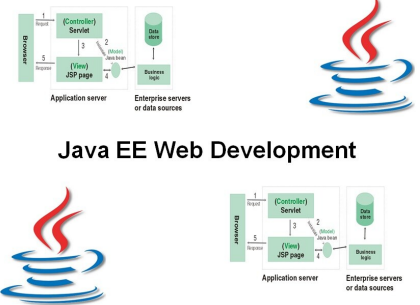 1
Request
(Controller)
Servlet
2
Instantiate
3
(Model)
Java bean
Browser
5
Response
(View)
JSP page
4
Data
store
Business
logic
Application server
Enterprise servers
or data sources
Java EE Web Development
1
Request
(Controller)
Servlet
2
Instantiate
3
(Model)
Java bean
Browser
5
Response
(View)
JSP page
4
Data
store
Business
logic
Application server
Enterprise servers
or data sources